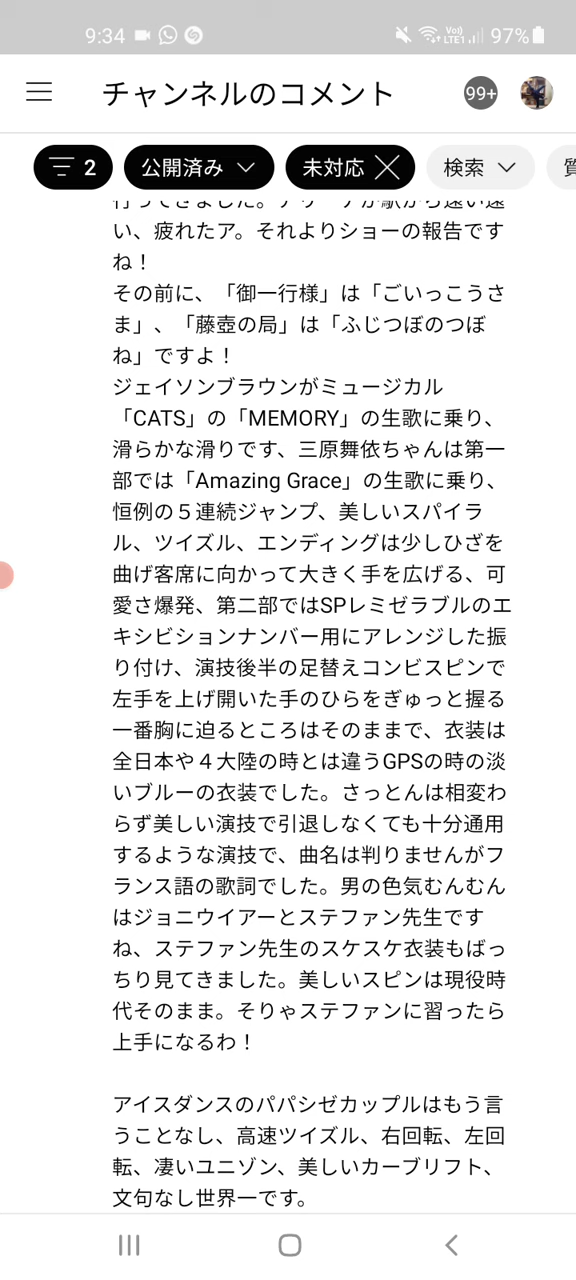 9:34
Vo)) LTE1 97%
チャンネルのコメント
99+
2 公開済み 未対応 検索
い、疲れたア。それよりショーの報告です
ね！
その前に、「御一行様」は「ごいっこうさ
ま」、「藤壺の局」は「ふじつぼのつぼ
ね」ですよ！
ジェイソンブラウンがミュージカル
「CATS」の「MEMORY」の生歌に乗り、
滑らかな滑りです、三原舞依ちゃんは第一
部では「Amazing Grace」の生歌に乗り、
恒例の５連続ジャンプ、美しいスパイラ
ル、ツイズル、エンディングは少しひざを
曲げ客席に向かって大きく手を広げる、可
愛さ爆発、第二部ではSPレミゼラブルのエ
キシビションナンバー用にアレンジした振
り付け、演技後半の足替えコンビスピンで
左手を上げ開いた手のひらをぎゅっと握る
一番胸に迫るところはそのままで、衣装は
全日本や４大陸の時とは違うGPSの時の淡
いブルーの衣装でした。さっとんは相変わ
らず美しい演技で引退しなくても十分通用
するような演技で、曲名は判りませんがフ
ランス語の歌詞でした。男の色気むんむん
はジョニウイアーとステファン先生です
ね、ステファン先生のスケスケ衣装もばっ
ちり見てきました。美しいスピンは現役時
代そのまま。そりゃステファンに習ったら
上手になるわ！
アイスダンスのパパシゼカップルはもう言
うことなし、高速ツイズル、右回転、左回
転、凄いユニゾン、美しいカーブリフト、
文句なし世界一です。